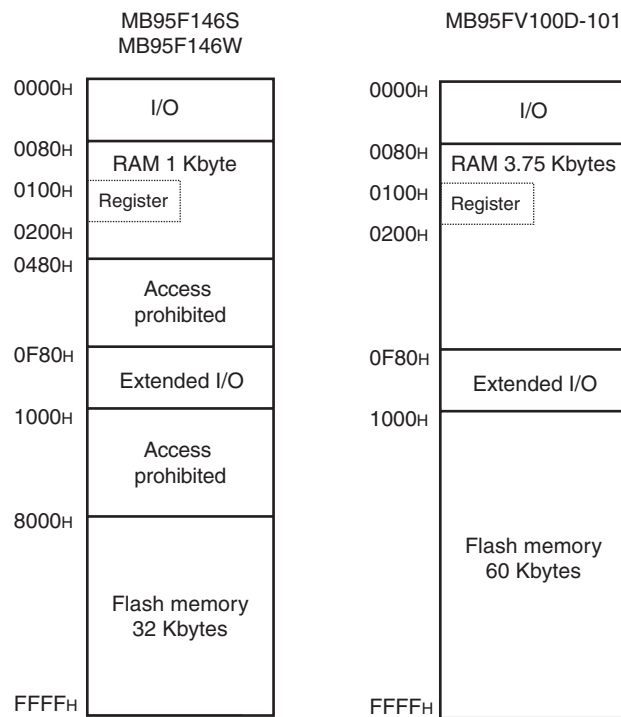 MB95F146S
MB95F146W
0000H
I/O
0080H
RAM 1 Kbyte
0100H
Register
0200H
0480H
Access
prohibited
0F80H
Extended I/O
1000H
Access
prohibited
8000H
Flash memory
32 Kbytes
FFFFH
MB95FV100D-101
0000H
I/O
0080H
RAM 3.75 Kbytes
0100H
Register
0200H
0F80H
Extended I/O
1000H
Flash memory
60 Kbytes
FFFFH